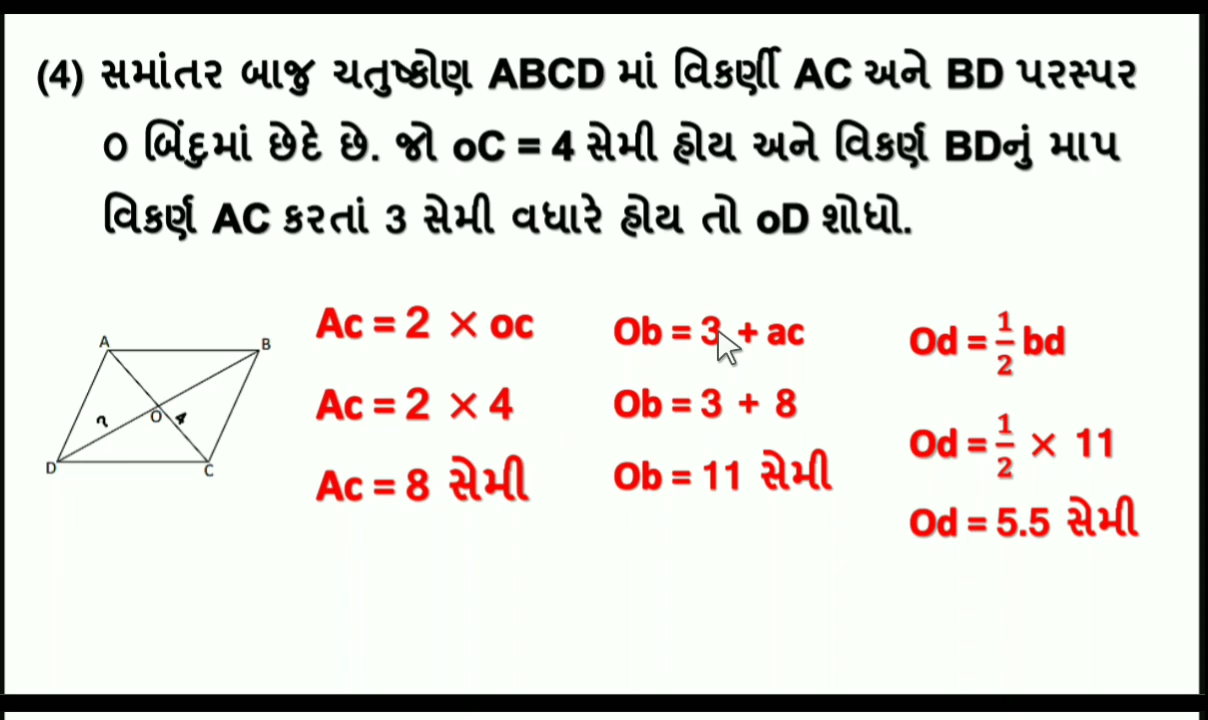 (4) સમાંતર બાજુ ચતુષ્કોણ ABCD માં વિકર્ણી AC અને BD પરસ્પર
૦ બિંદુમાં છેદે છે. જો oC = 4 સેમી હોય અને વિકર્ણ BDનું માપ
વિકર્ણ AC કરતાં 3 સેમી વધારે હોય તો oD શોધો.
A
B
O
4
D
C
Ac = 2 × oc
Ac = 2 × 4
Ac = 8 સેમી
Ob = 3 + ac
Ob = 3 + 8
Ob = 11 સેમી
Od = 1/2 bd
Od = 1/2 × 11
Od = 5.5 સેમી